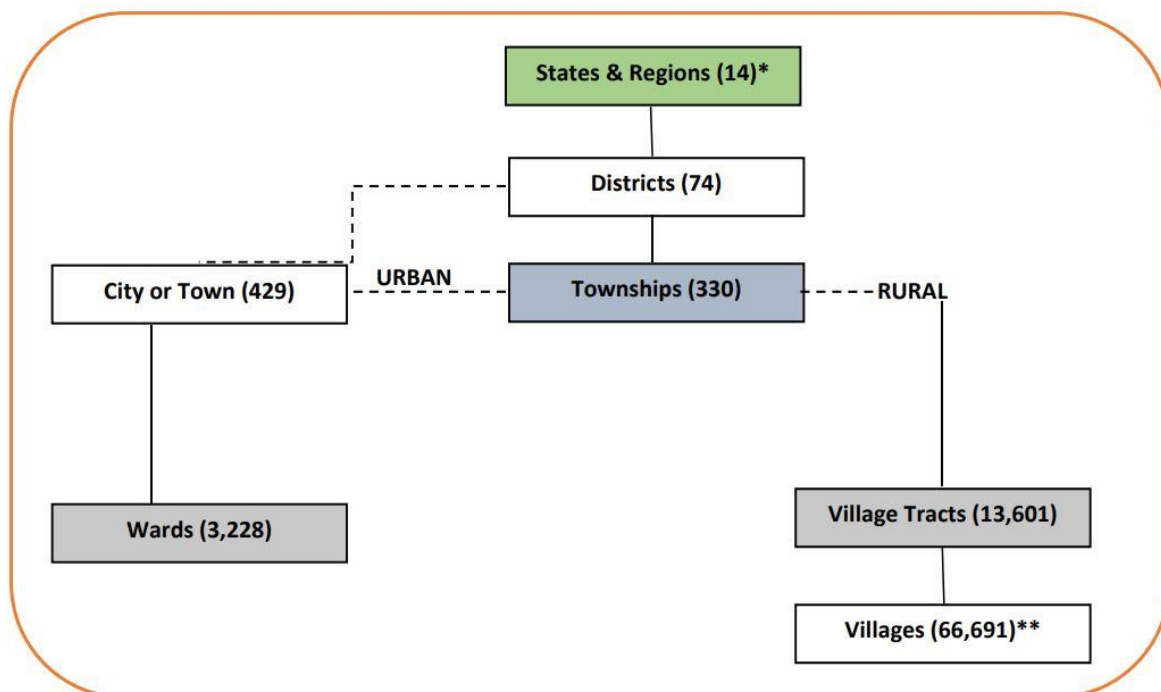 States & Regions (14)*
Districts (74)
City or Town (429)
URBAN
Townships (330)
RURAL
Wards (3,228)
Village Tracts (13,601)
Villages (66,691)**